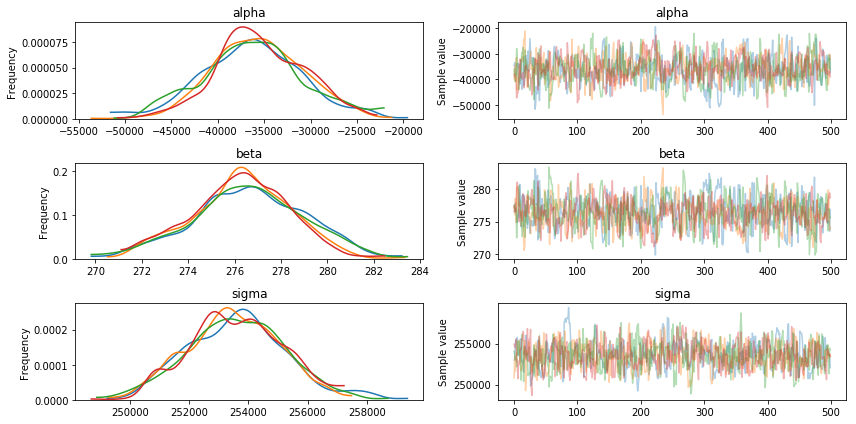 alpha
Frequency
0.000075
0.000050
0.000025
0.000000
−55000 −50000 −45000 −40000 −35000 −30000 −25000 −20000
alpha
Sample value
−20000
−30000
−40000
−50000
0 100 200 300 400 500
beta
Frequency
0.2
0.1
0.0
270 272 274 276 278 280 282 284
beta
Sample value
280
275
270
0 100 200 300 400 500
sigma
Frequency
0.0002
0.0001
0.0000
250000 252000 254000 256000 258000
sigma
Sample value
255000
250000
0 100 200 300 400 500